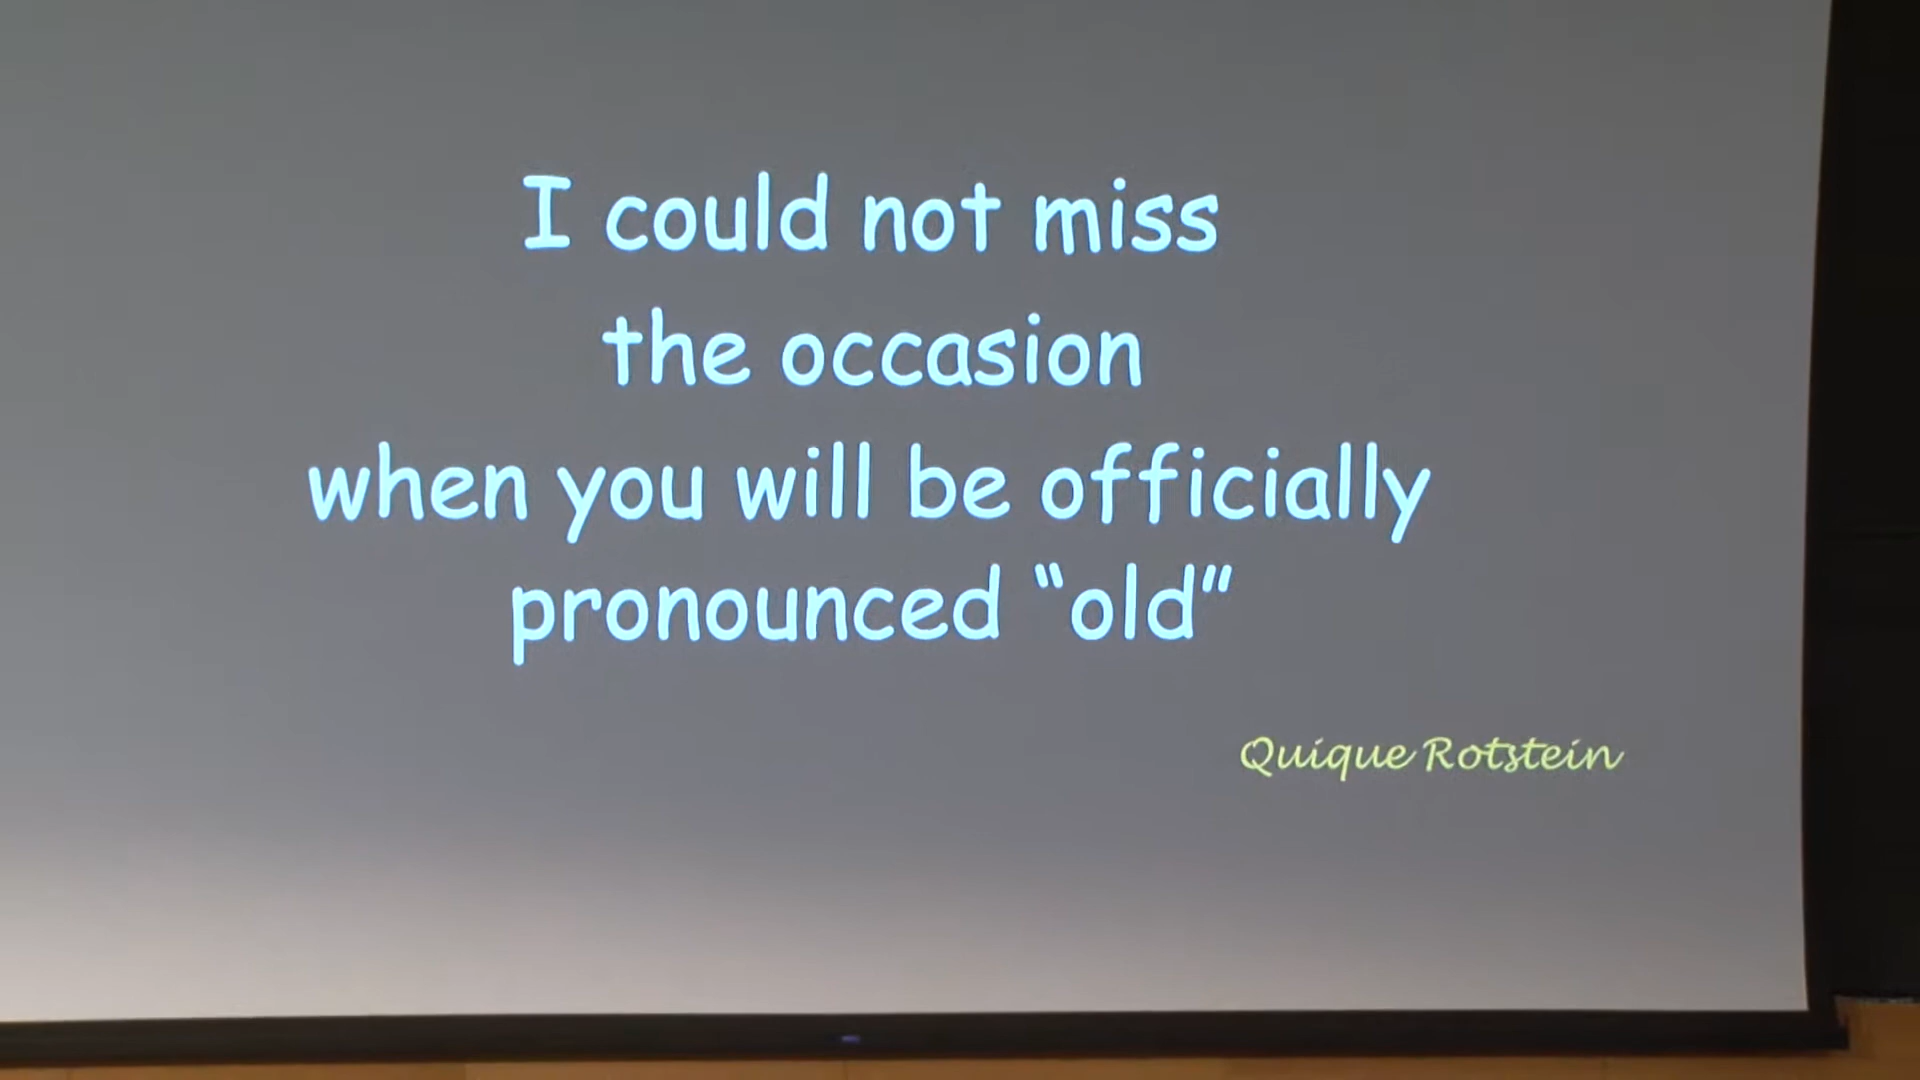 I could not miss
the occasion
when you will be officially
pronounced “old”
Quique Rotstein